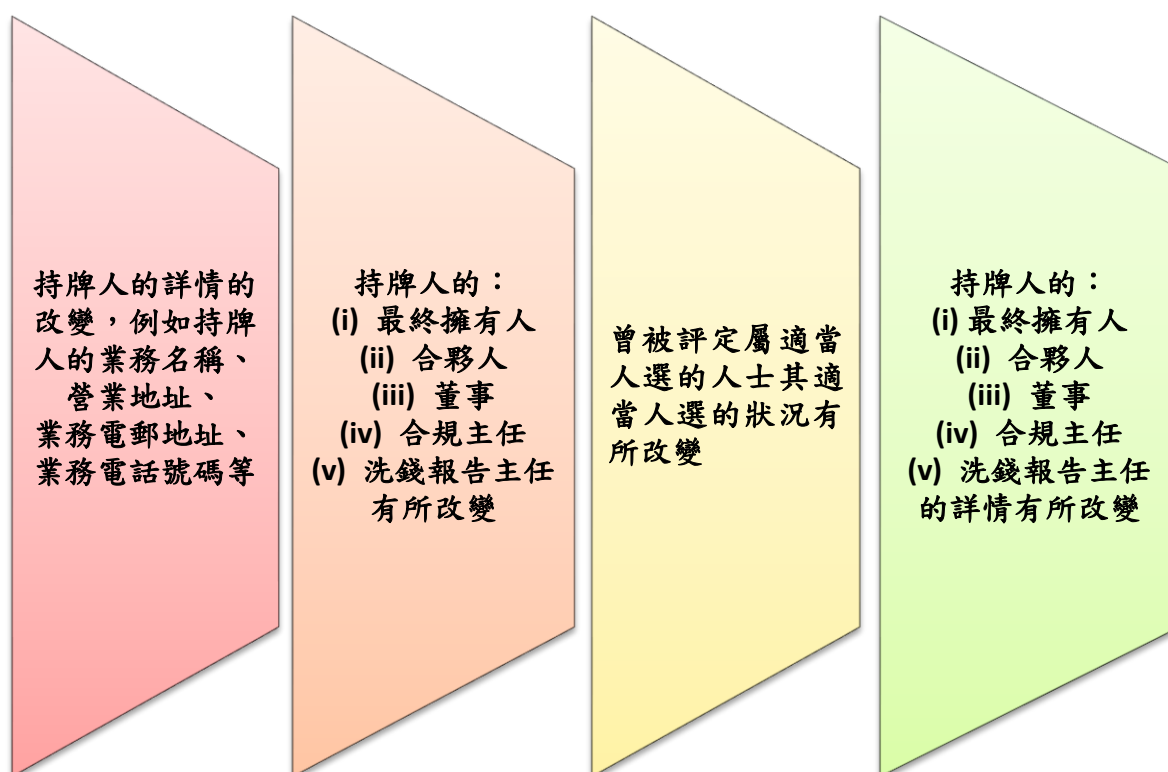 持牌人的詳情的
改變，例如持牌
人的業務名稱、
營業地址、
業務電郵地址、
業務電話號碼等
持牌人的：
(i) 最終擁有人
(ii) 合夥人
(iii) 董事
(iv) 合規主任
(v) 洗錢報告主任
有所改變
曾被評定屬適當
人選的人士其適
當人選的狀況有
所改變
持牌人的：
(i) 最終擁有人
(ii) 合夥人
(iii) 董事
(iv) 合規主任
(v) 洗錢報告主任
的詳情有所改變